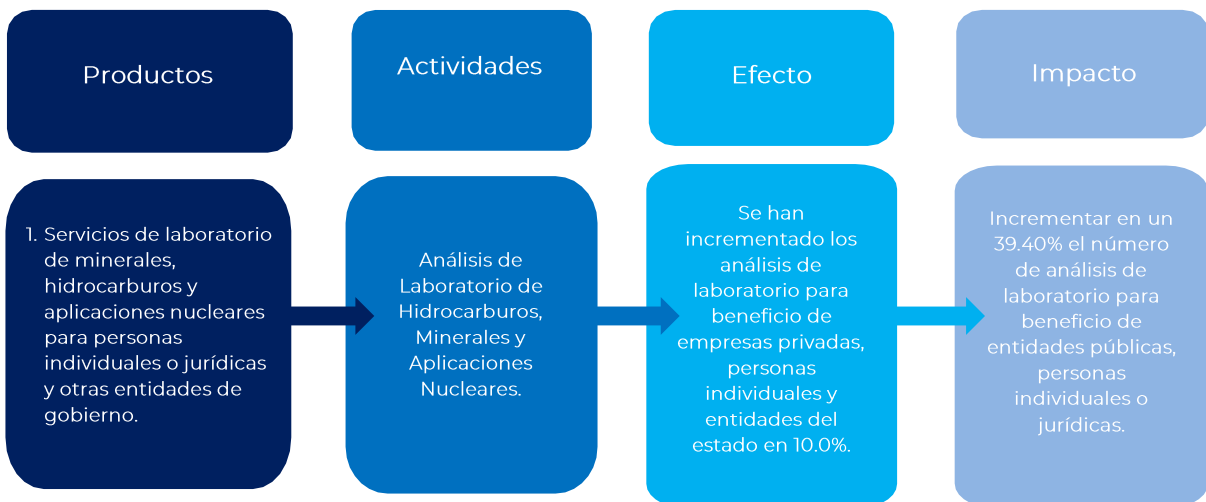 Productos
Actividades
Efecto
Impacto
1. Servicios de laboratorio
de minerales,
hidrocarburos y
aplicaciones nucleares
para personas
individuales o jurídicas
y otras entidades de
gobierno.
Análisis de
Laboratorio de
Hidrocarburos,
Minerales y
Aplicaciones
Nucleares.
Se han
incrementado los
análisis de
laboratorio para
beneficio de
empresas privadas,
personas
individuales y
entidades del
estado en 10.0%.
Incrementar en un
39.40% el número
de análisis de
laboratorio para
beneficio de
entidades públicas,
personas
individuales o
jurídicas.